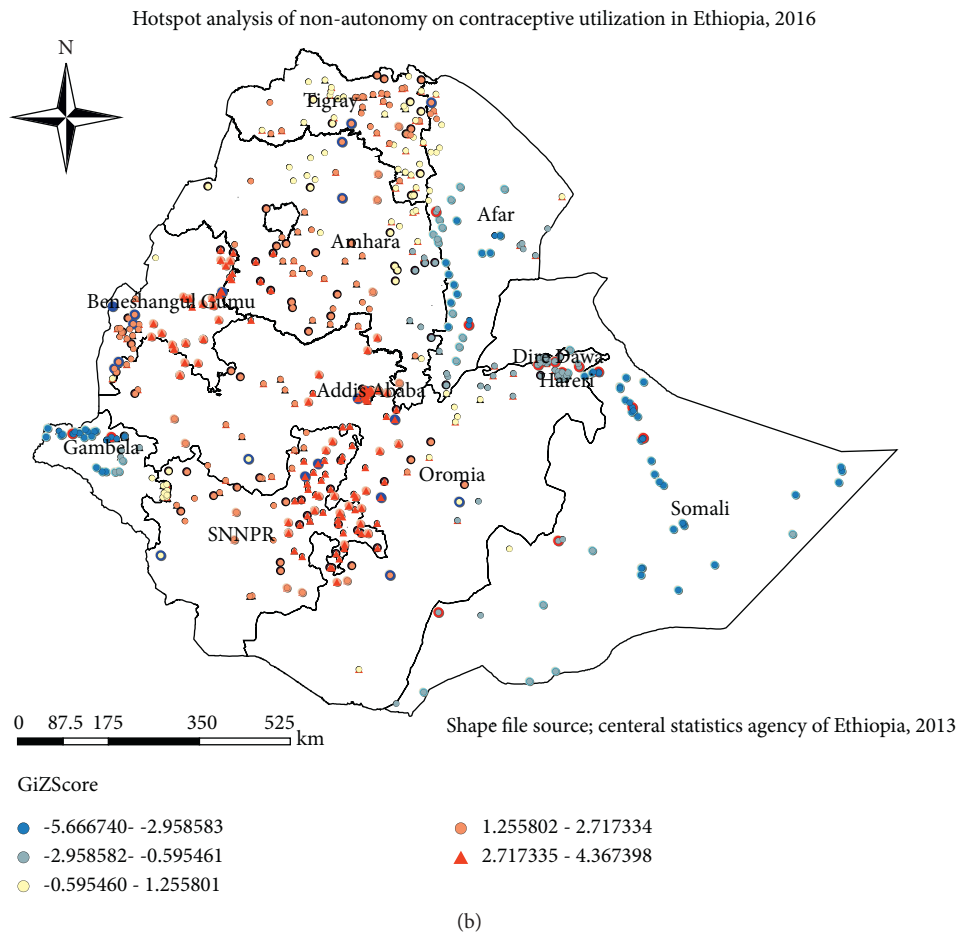 Hotspot analysis of non-autonomy on contraceptive utilization in Ethiopia, 2016
N
Tigray
Afar
Amhara
Beneshangul Gumu
Dire Dawa
Harerı
Addis Ababa
Gambela
Oromia
Somali
SNNPR
0 87.5 175 350 525
km
Shape file source; centeral statistics agency of Ethiopia, 2013
GiZScore
-5.666740- -2.958583
-2.958582- -0.595461
-0.595460 - 1.255801
1.255802 - 2.717334
2.717335 - 4.367398
(b)